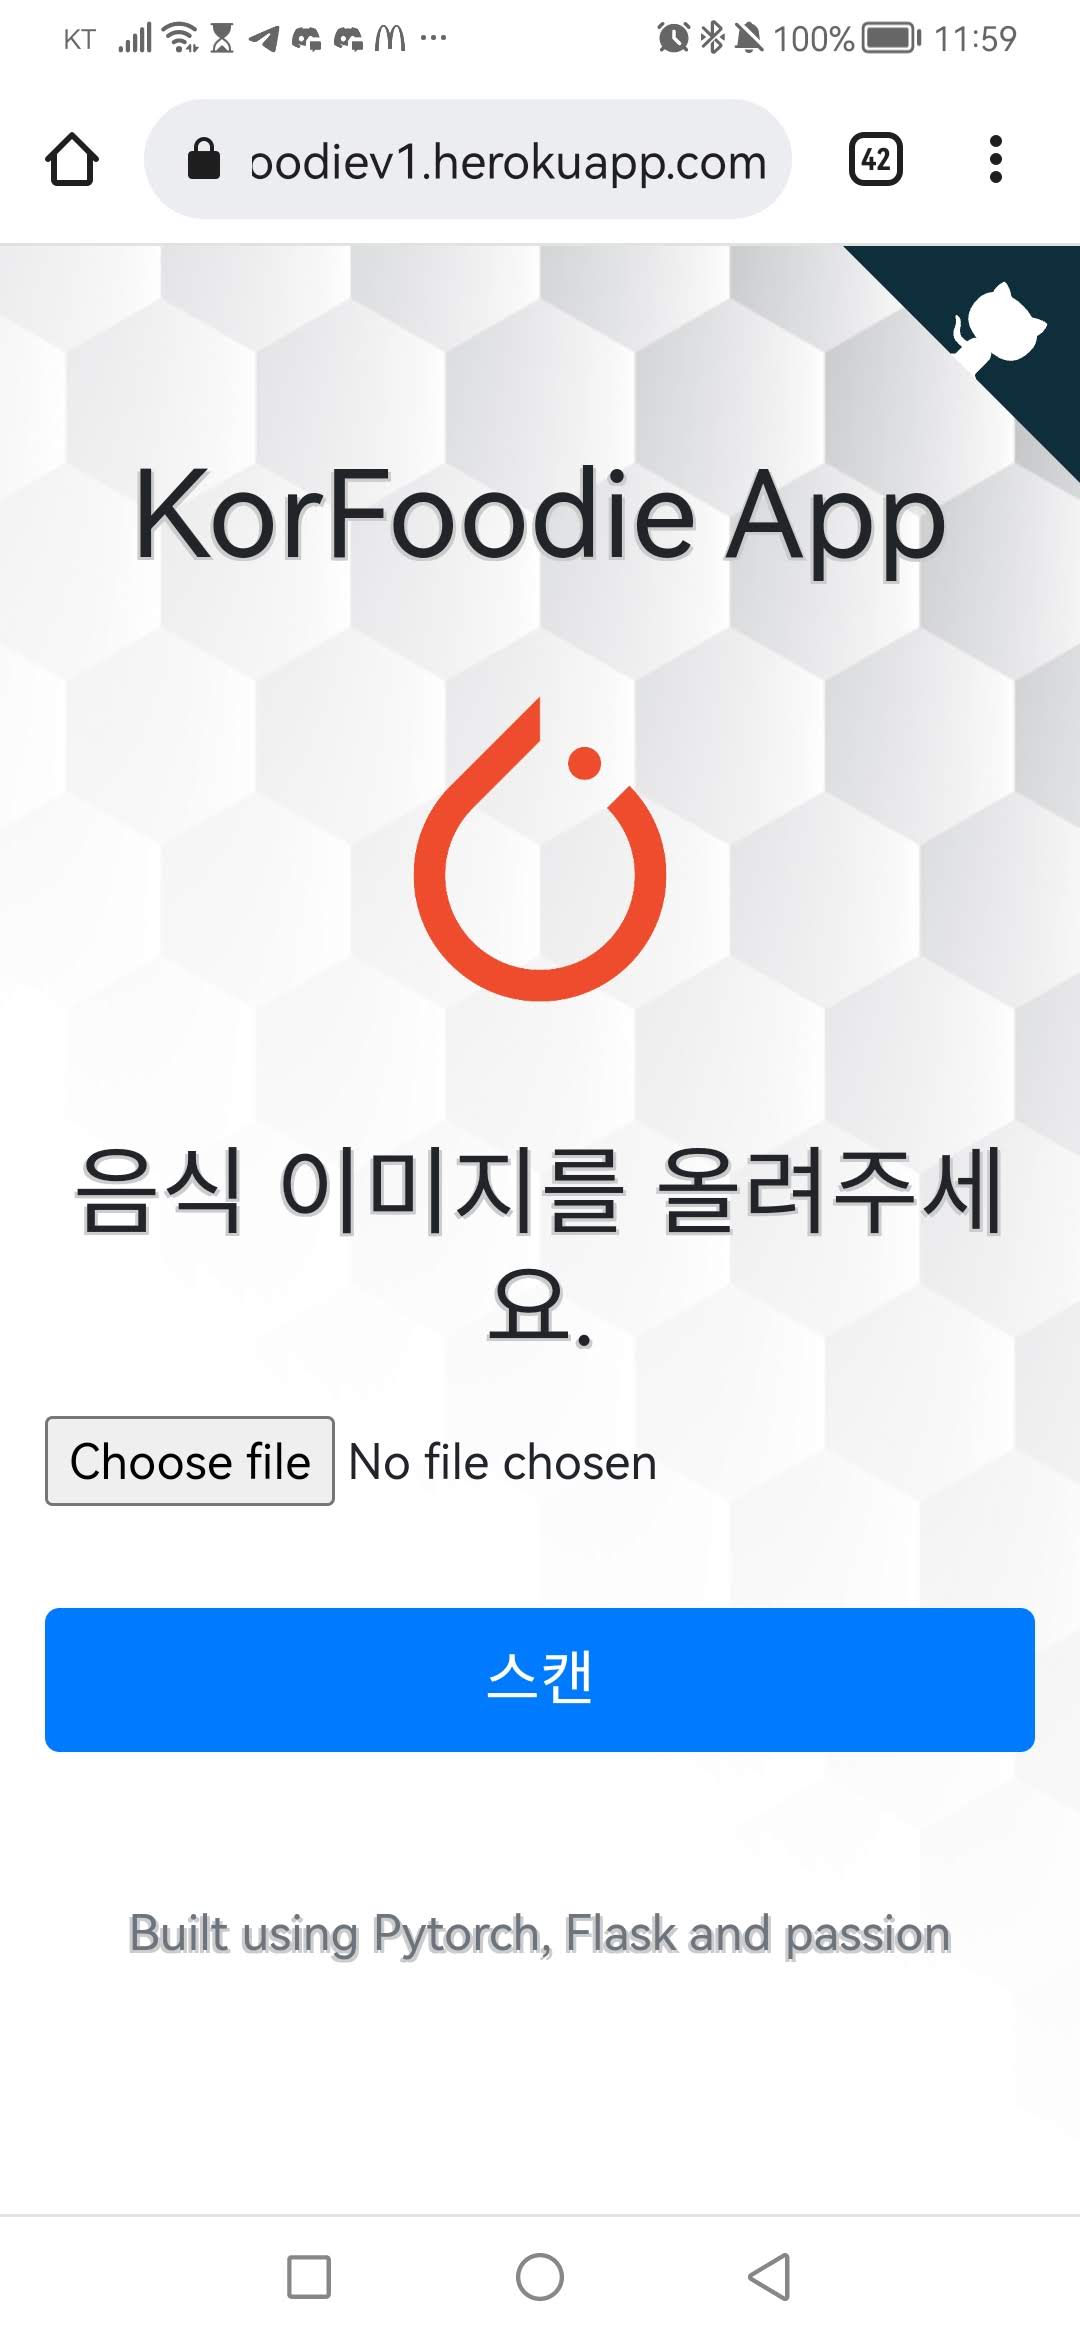 KT 100% 11:59
oodiev1.herokuapp.com 42
KorFoodie App
음식 이미지를 올려주세
요.
Choose file No file chosen
스캔
Built using Pytorch, Flask and passion